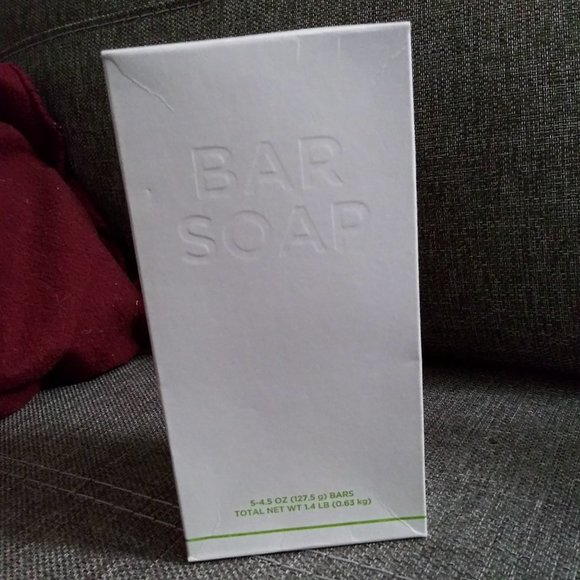 BAR
SOAP
5-4.5 OZ (127.5 g) BARS
TOTAL NET WT 1.4 LB (0.63 kg)